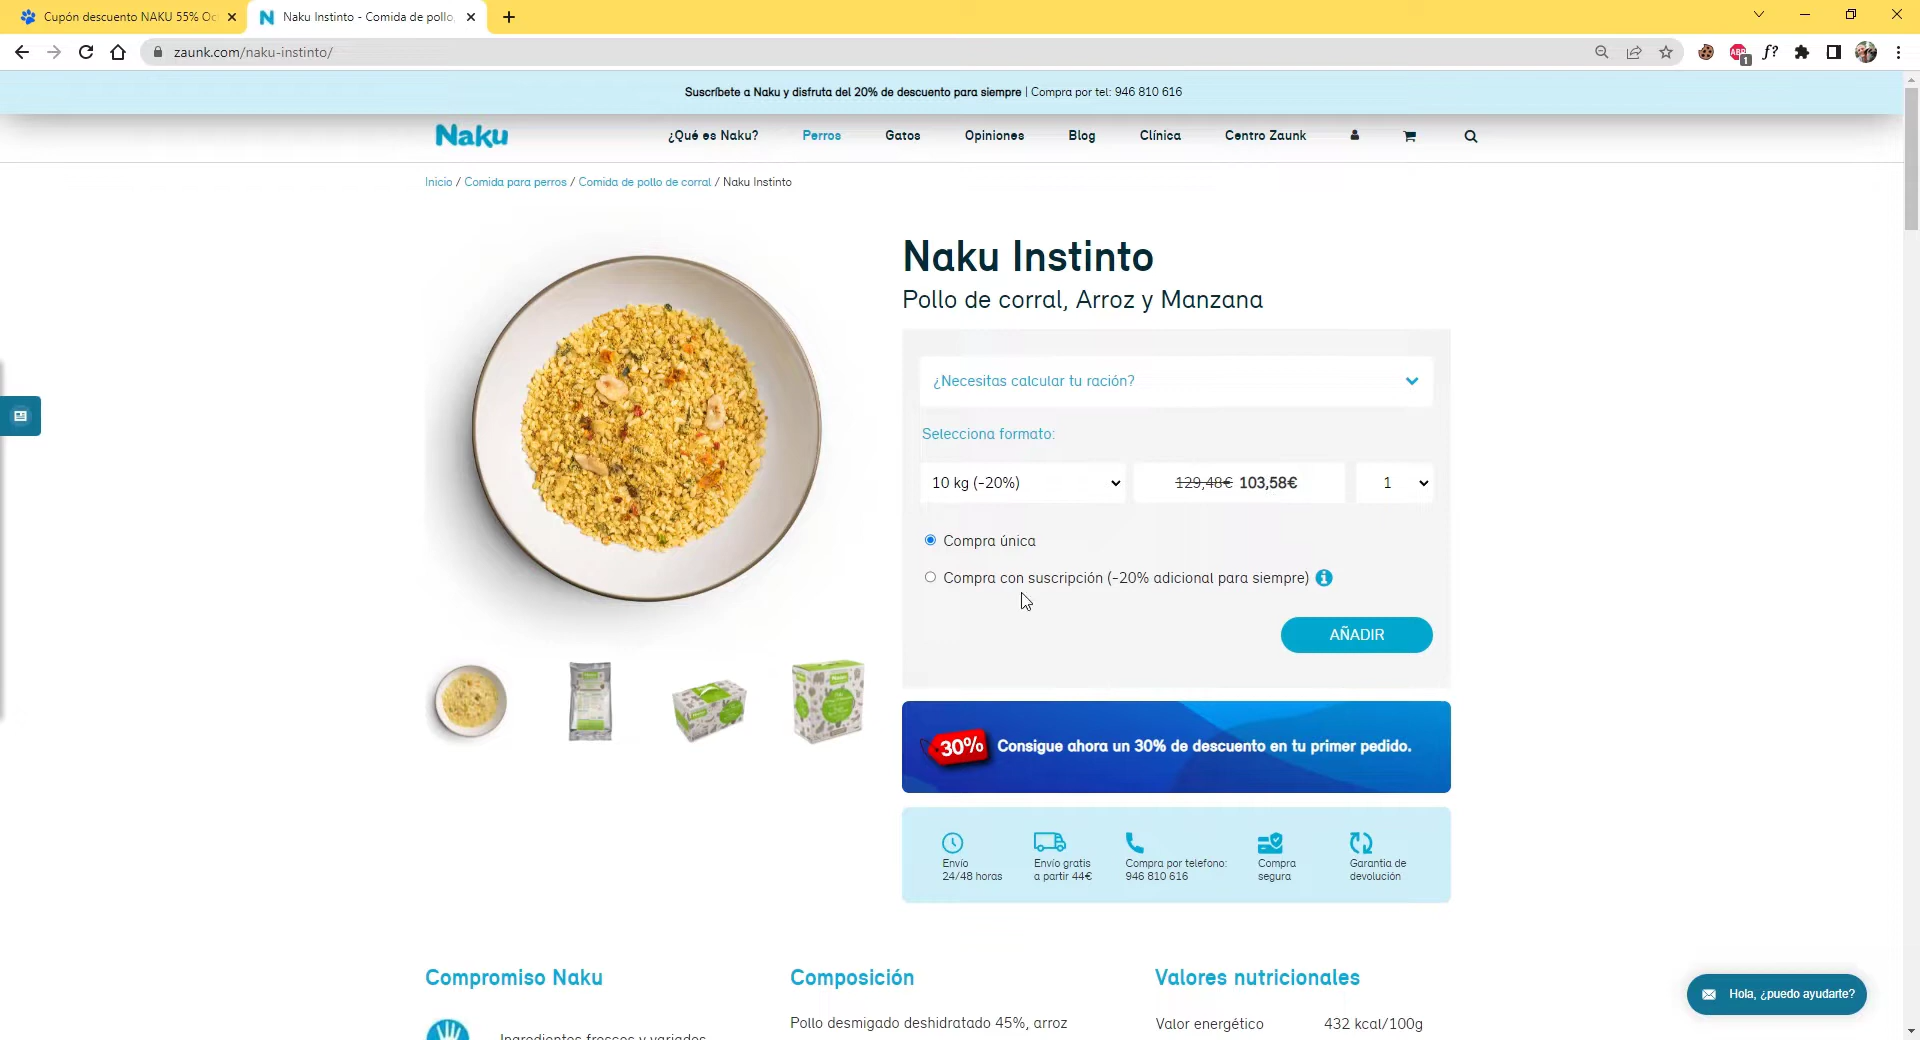 Cupón descuento NAKU 55% Oc
Naku Instinto - Comida de pollo
zaunk.com/naku-instinto/
ABP
1
f?
Suscríbete a Naku y disfruta del 20% de descuento para siempre | Compra por tel: 946 810 616
Naku
¿Qué es Naku?
Perros
Gatos
Opiniones
Blog
Clínica
Centro Zaunk
Inicio / Comida para perros / Comida de pollo de corral / Naku Instinto
Naku Instinto
Pollo de corral, Arroz y Manzana
¿Necesitas calcular tu ración?
Selecciona formato:
10 kg (-20%)
129,48€ 103,58€
1
Compra única
Compra con suscripción (-20% adicional para siempre)
AÑADIR
30% Consigue ahora un 30% de descuento en tu primer pedido.
Envío
24/48 horas
Envío gratis
a partir 44€
Compra por telefono:
946 810 616
Compra
segura
Garantia de
devolución
Compromiso Naku
Composición
Valores nutricionales
Ingredientes frescos y variados
Pollo desmigado deshidratado 45%, arroz
Valor energético
432 kcal/100g
Hola, ¿puedo ayudarte?